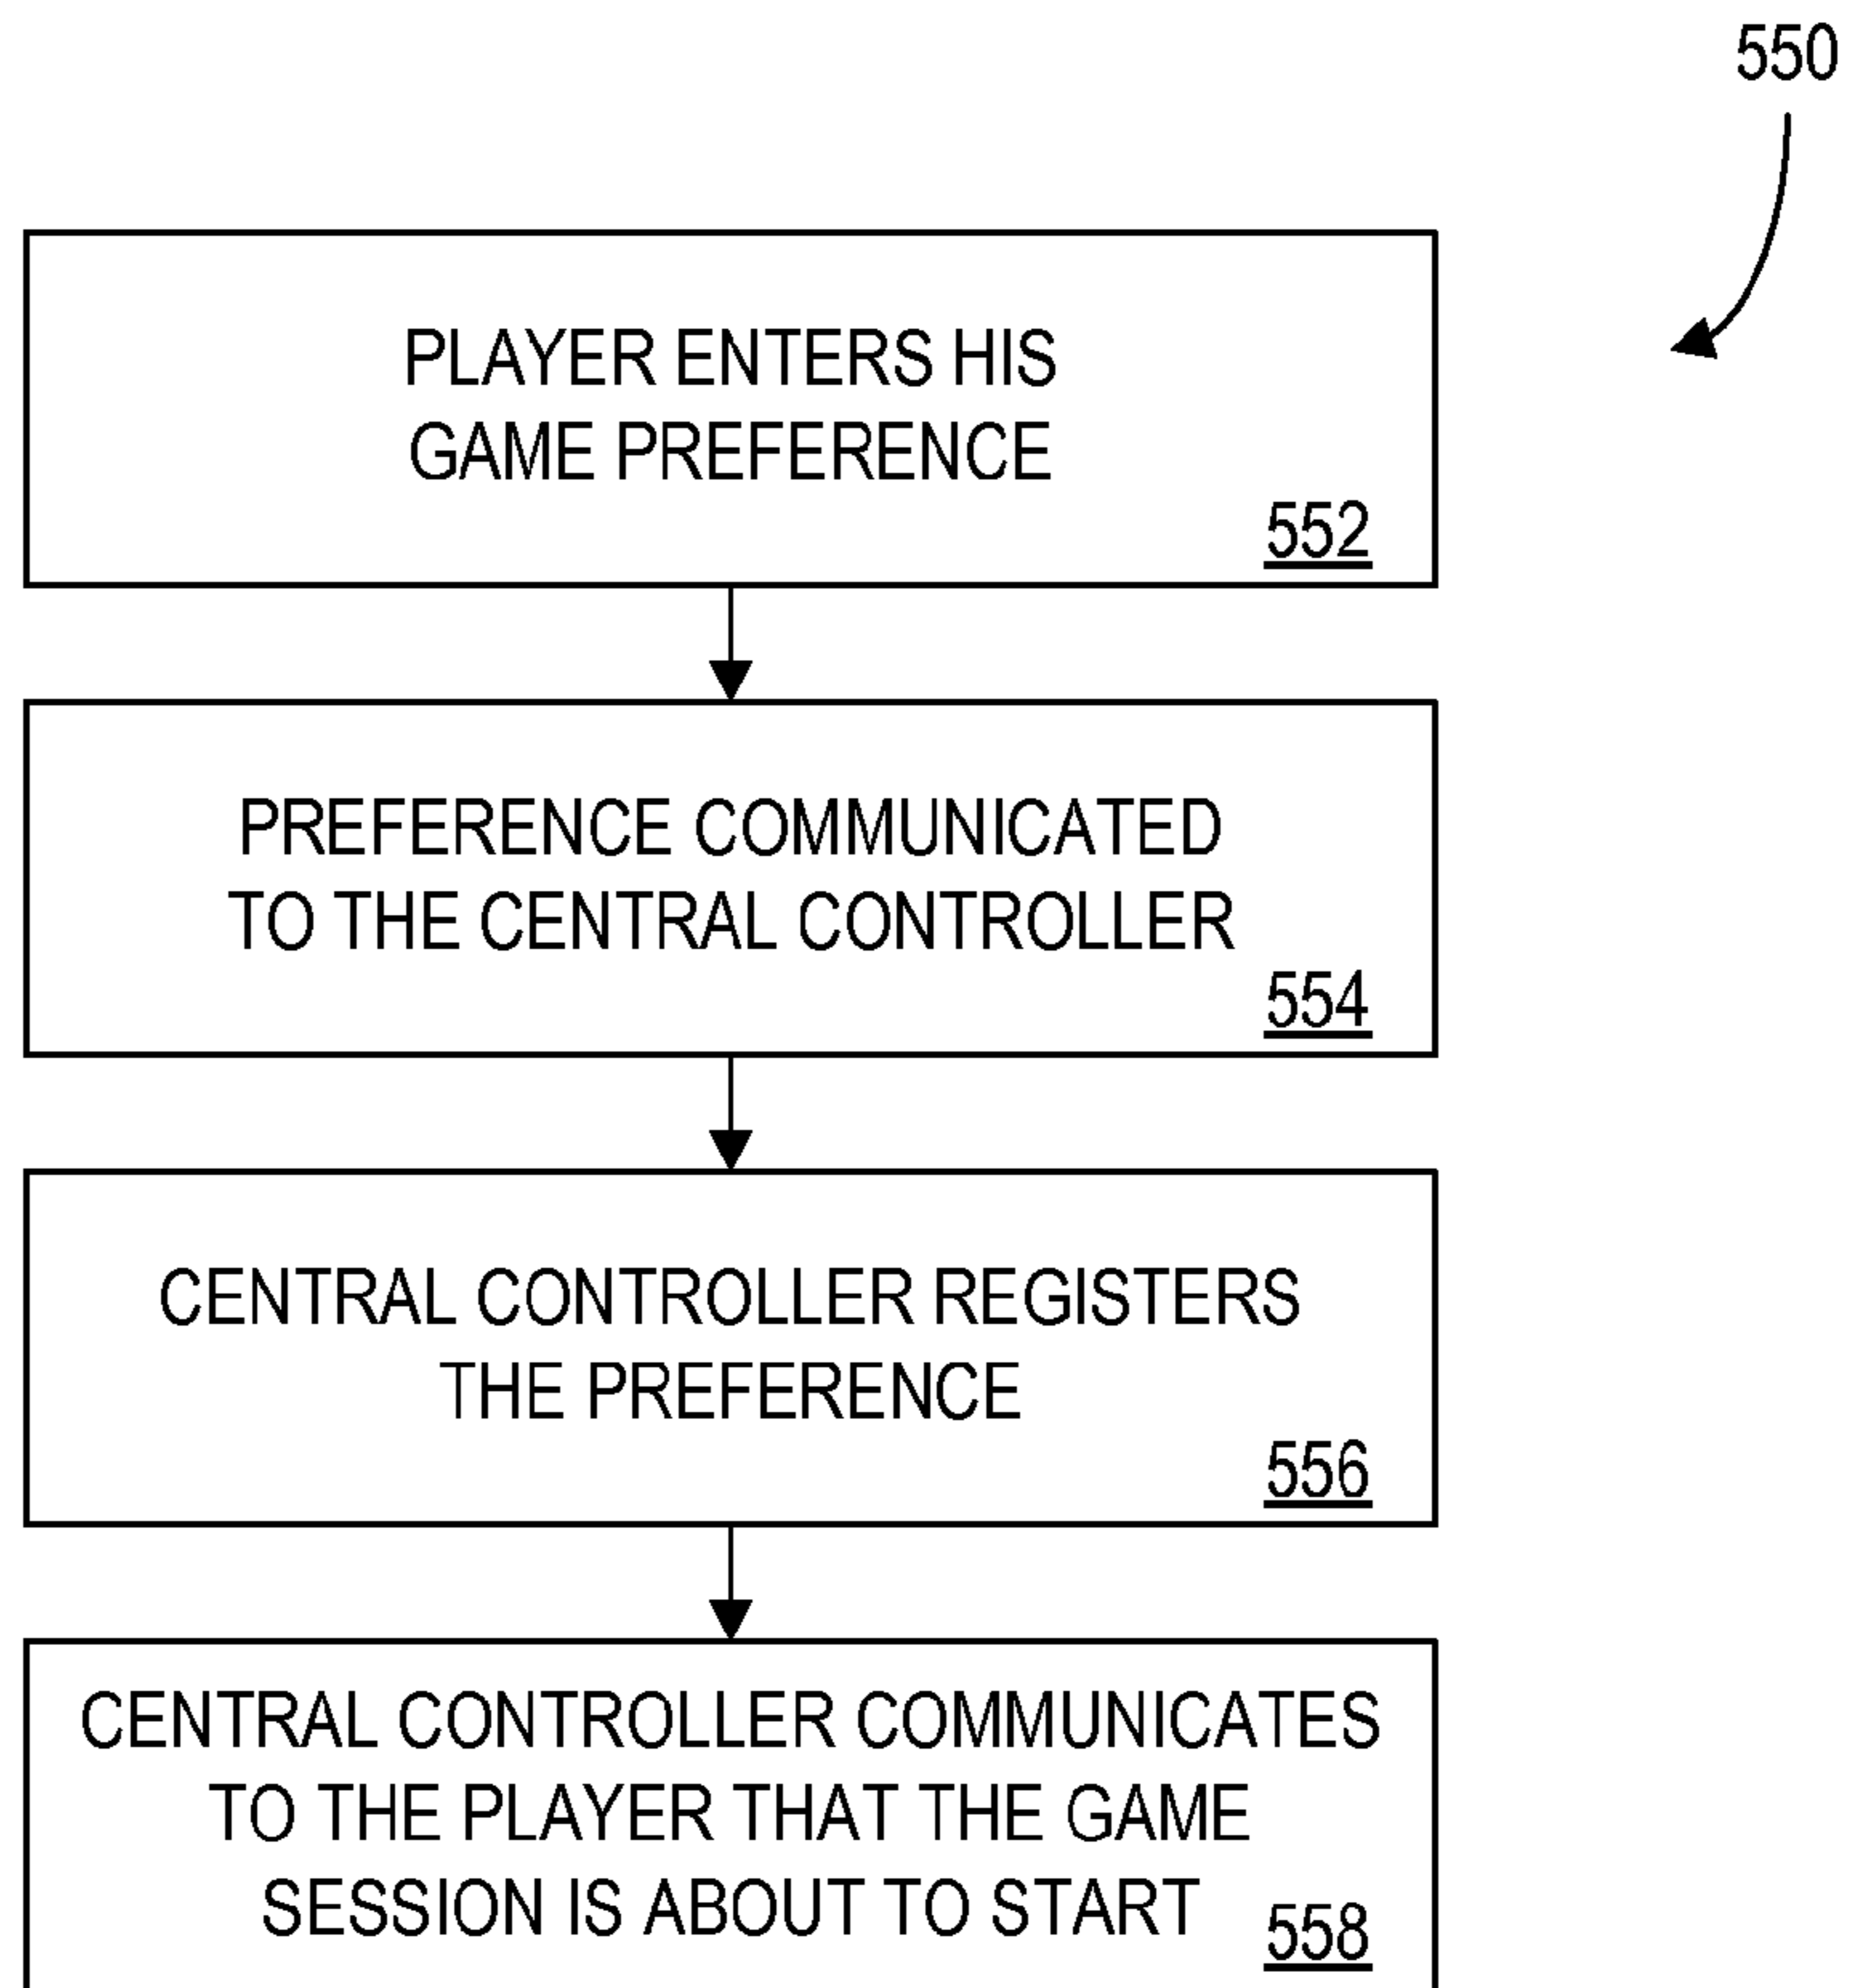 550
PLAYER ENTERS HIS
GAME PREFERENCE
552
PREFERENCE COMMUNICATED
TO THE CENTRAL CONTROLLER
554
CENTRAL CONTROLLER REGISTERS
THE PREFERENCE
556
CENTRAL CONTROLLER COMMUNICATES
TO THE PLAYER THAT THE GAME
SESSION IS ABOUT TO START
558